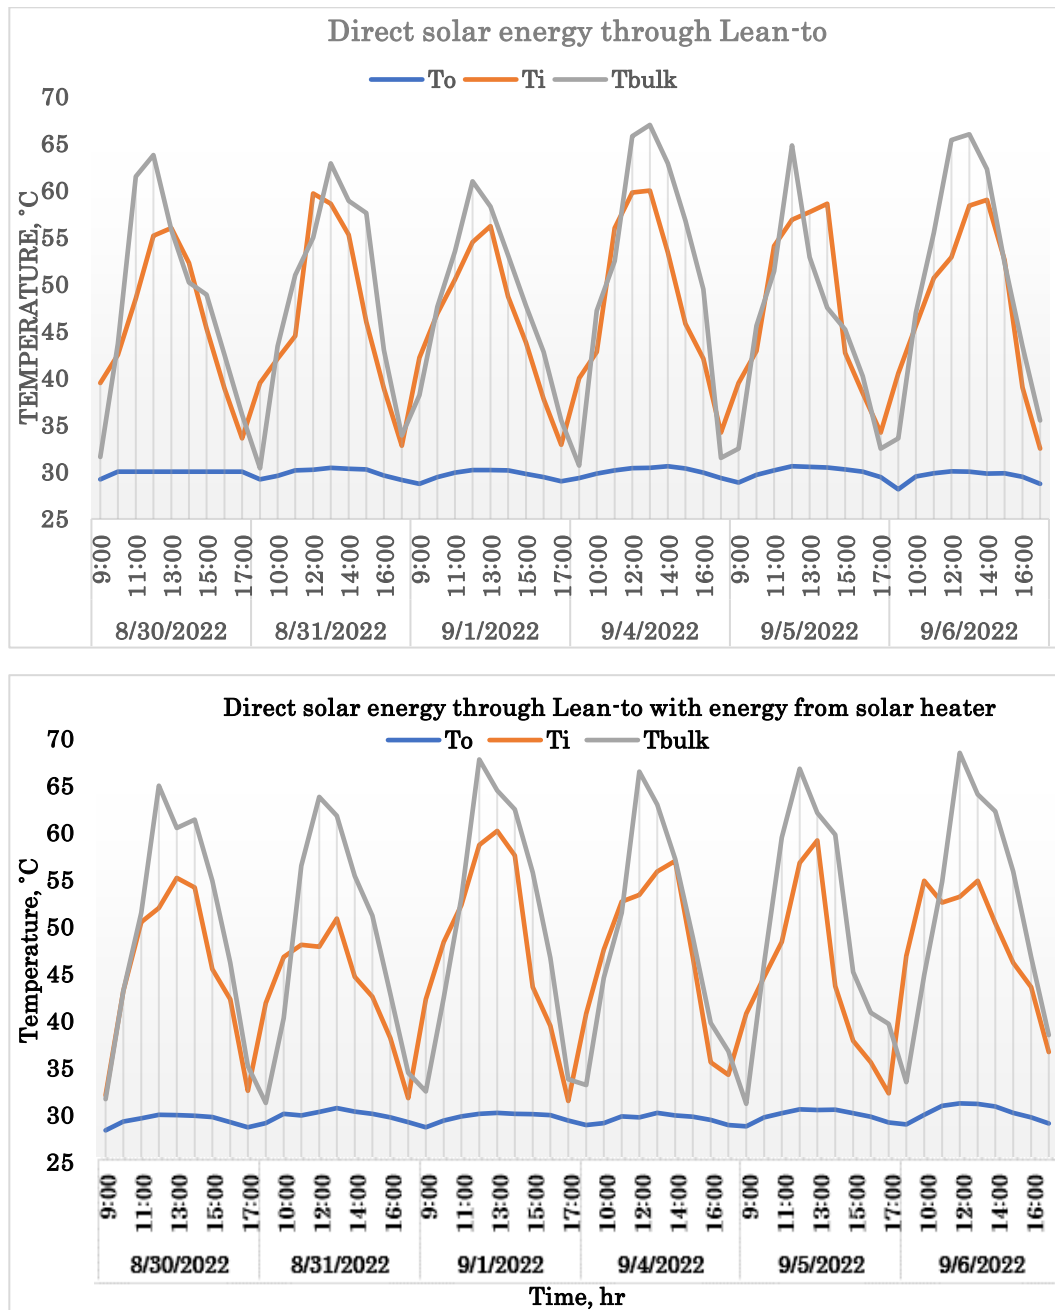 Direct solar energy through Lean-to
To Ti Tbulk
TEMPERATURE, °C
70
65
60
55
50
45
40
35
30
25
9:00 11:00 13:00 15:00 17:00 10:00 12:00 14:00 16:00 9:00 11:00 13:00 15:00 17:00 10:00 12:00 14:00 16:00 9:00 11:00 13:00 15:00 17:00 10:00 12:00 14:00 16:00
8/30/2022 8/31/2022 9/1/2022 9/4/2022 9/5/2022 9/6/2022
Direct solar energy through Lean-to with energy from solar heater
To Ti Tbulk
Temperature, °C
70
65
60
55
50
45
40
35
30
25
9:00 11:00 13:00 15:00 17:00 10:00 12:00 14:00 16:00 9:00 11:00 13:00 15:00 17:00 10:00 12:00 14:00 16:00 9:00 11:00 13:00 15:00 17:00 10:00 12:00 14:00 16:00
8/30/2022 8/31/2022 9/1/2022 9/4/2022 9/5/2022 9/6/2022
Time, hr